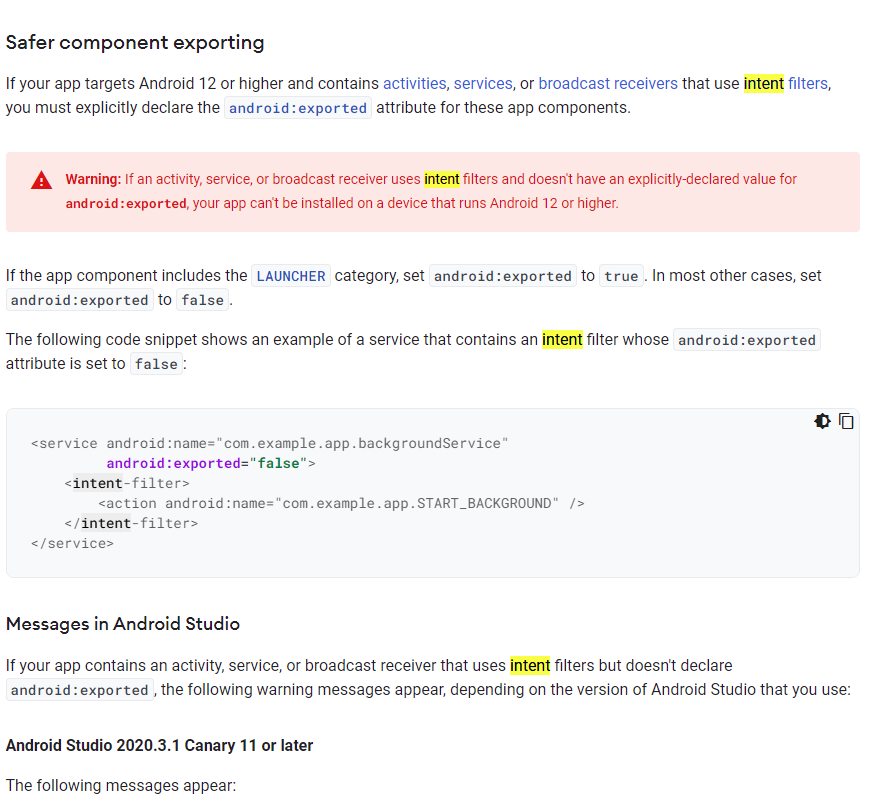 Safer component exporting
If your app targets Android 12 or higher and contains activities, services, or broadcast receivers that use intent filters,
you must explicitly declare the android:exported attribute for these app components.
Warning: If an activity, service, or broadcast receiver uses intent filters and doesn't have an explicitly-declared value for
android:exported, your app can't be installed on a device that runs Android 12 or higher.
If the app component includes the LAUNCHER category, set android:exported to true. In most other cases, set
android:exported to false.
The following code snippet shows an example of a service that contains an intent filter whose android:exported
attribute is set to false:
<service android:name="com.example.app.backgroundService"
         android:exported="false">
    <intent-filter>
        <action android:name="com.example.app.START_BACKGROUND" />
    </intent-filter>
</service>
Messages in Android Studio
If your app contains an activity, service, or broadcast receiver that uses intent filters but doesn't declare
android:exported, the following warning messages appear, depending on the version of Android Studio that you use:
Android Studio 2020.3.1 Canary 11 or later
The following messages appear: